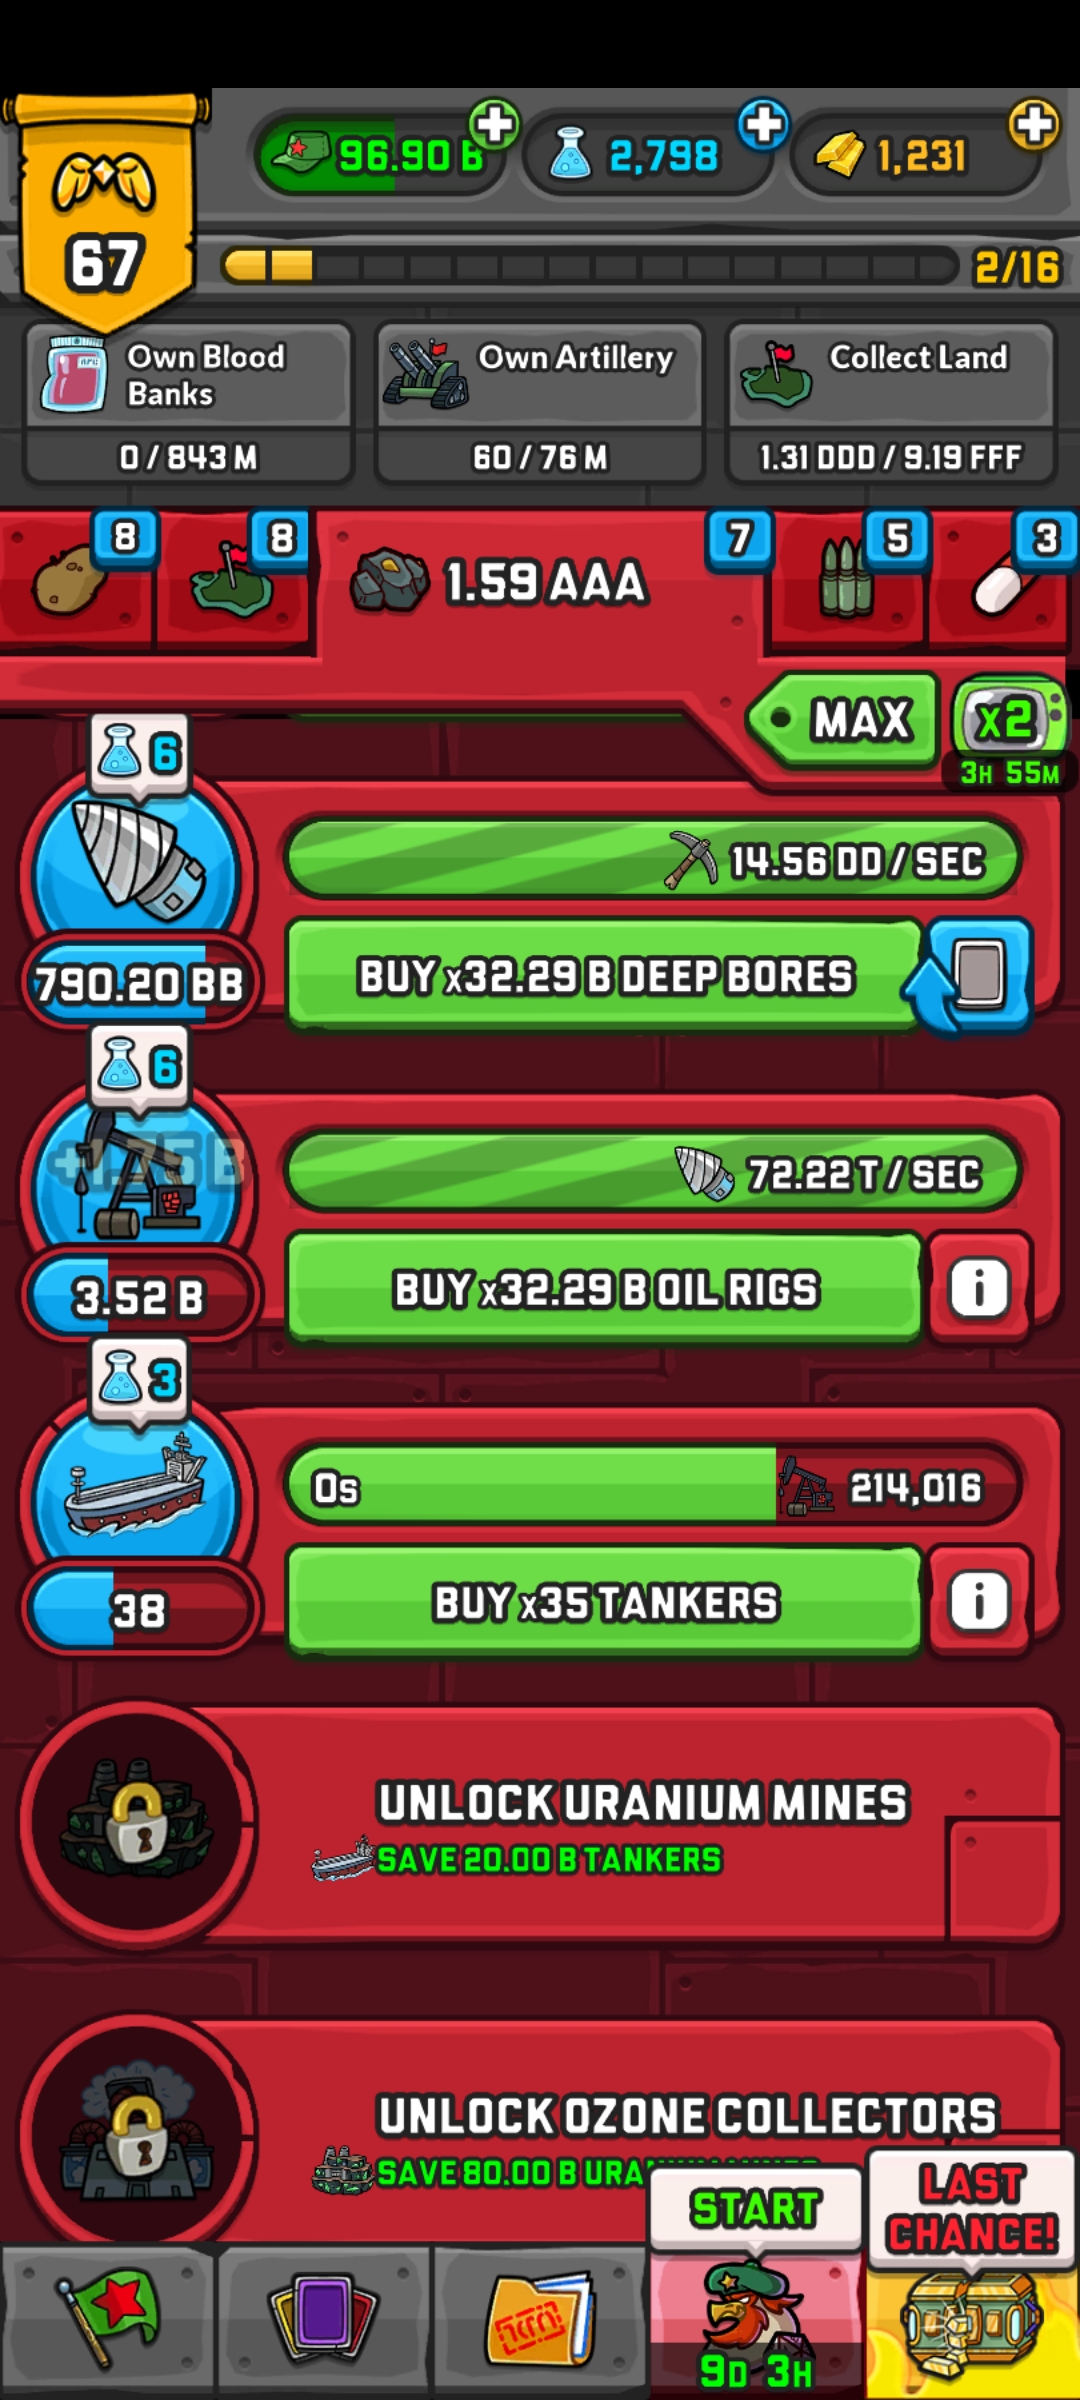 67
96.90 B
2,798
1,231
2/16
Own Blood
Banks
0 / 843 M
Own Artillery
60 / 76 M
Collect Land
1.31 DDD / 9.19 FFF
8
8
1.59 AAA
7
5
3
MAX
x2
3H 55M
6
14.56 DD / SEC
790.20 BB
BUY x32.29 B DEEP BORES
6
+1.75 B
72.22 T / SEC
3.52 B
BUY x32.29 B OIL RIGS
i
3
0s
214,016
38
BUY x35 TANKERS
i
UNLOCK URANIUM MINES
SAVE 20.00 B TANKERS
UNLOCK OZONE COLLECTORS
SAVE 80.00 B
START
LAST
CHANCE!
9D 3H